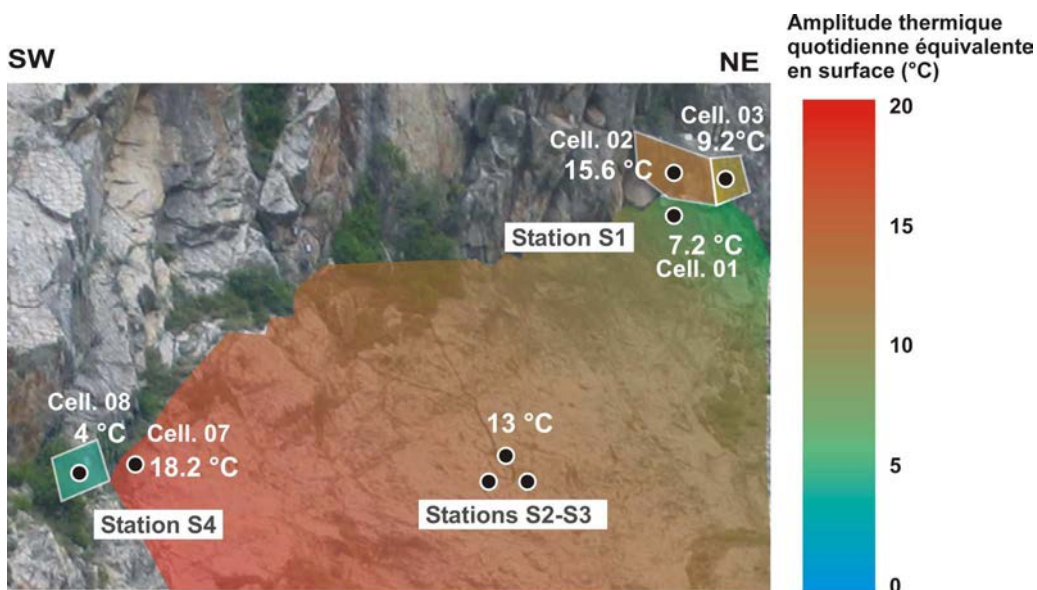 SW
NE
Amplitude thermique
quotidienne équivalente
en surface (°C)
20
15
10
5
0
Cell. 03
9.2°C
Cell. 02
15.6 °C
Station S1
7.2 °C
Cell. 01
Cell. 08
4 °C
Cell. 07
18.2 °C
Station S4
13 °C
Stations S2-S3